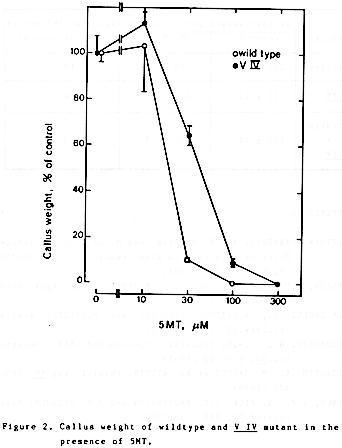 ○wild type
●V IV
100
80
60
40
20
0
Callus weight, % of control
0
10
30
100
300
5MT, μM
Figure 2. Callus weight of wildtype and V IV mutant in the
presence of 5MT.